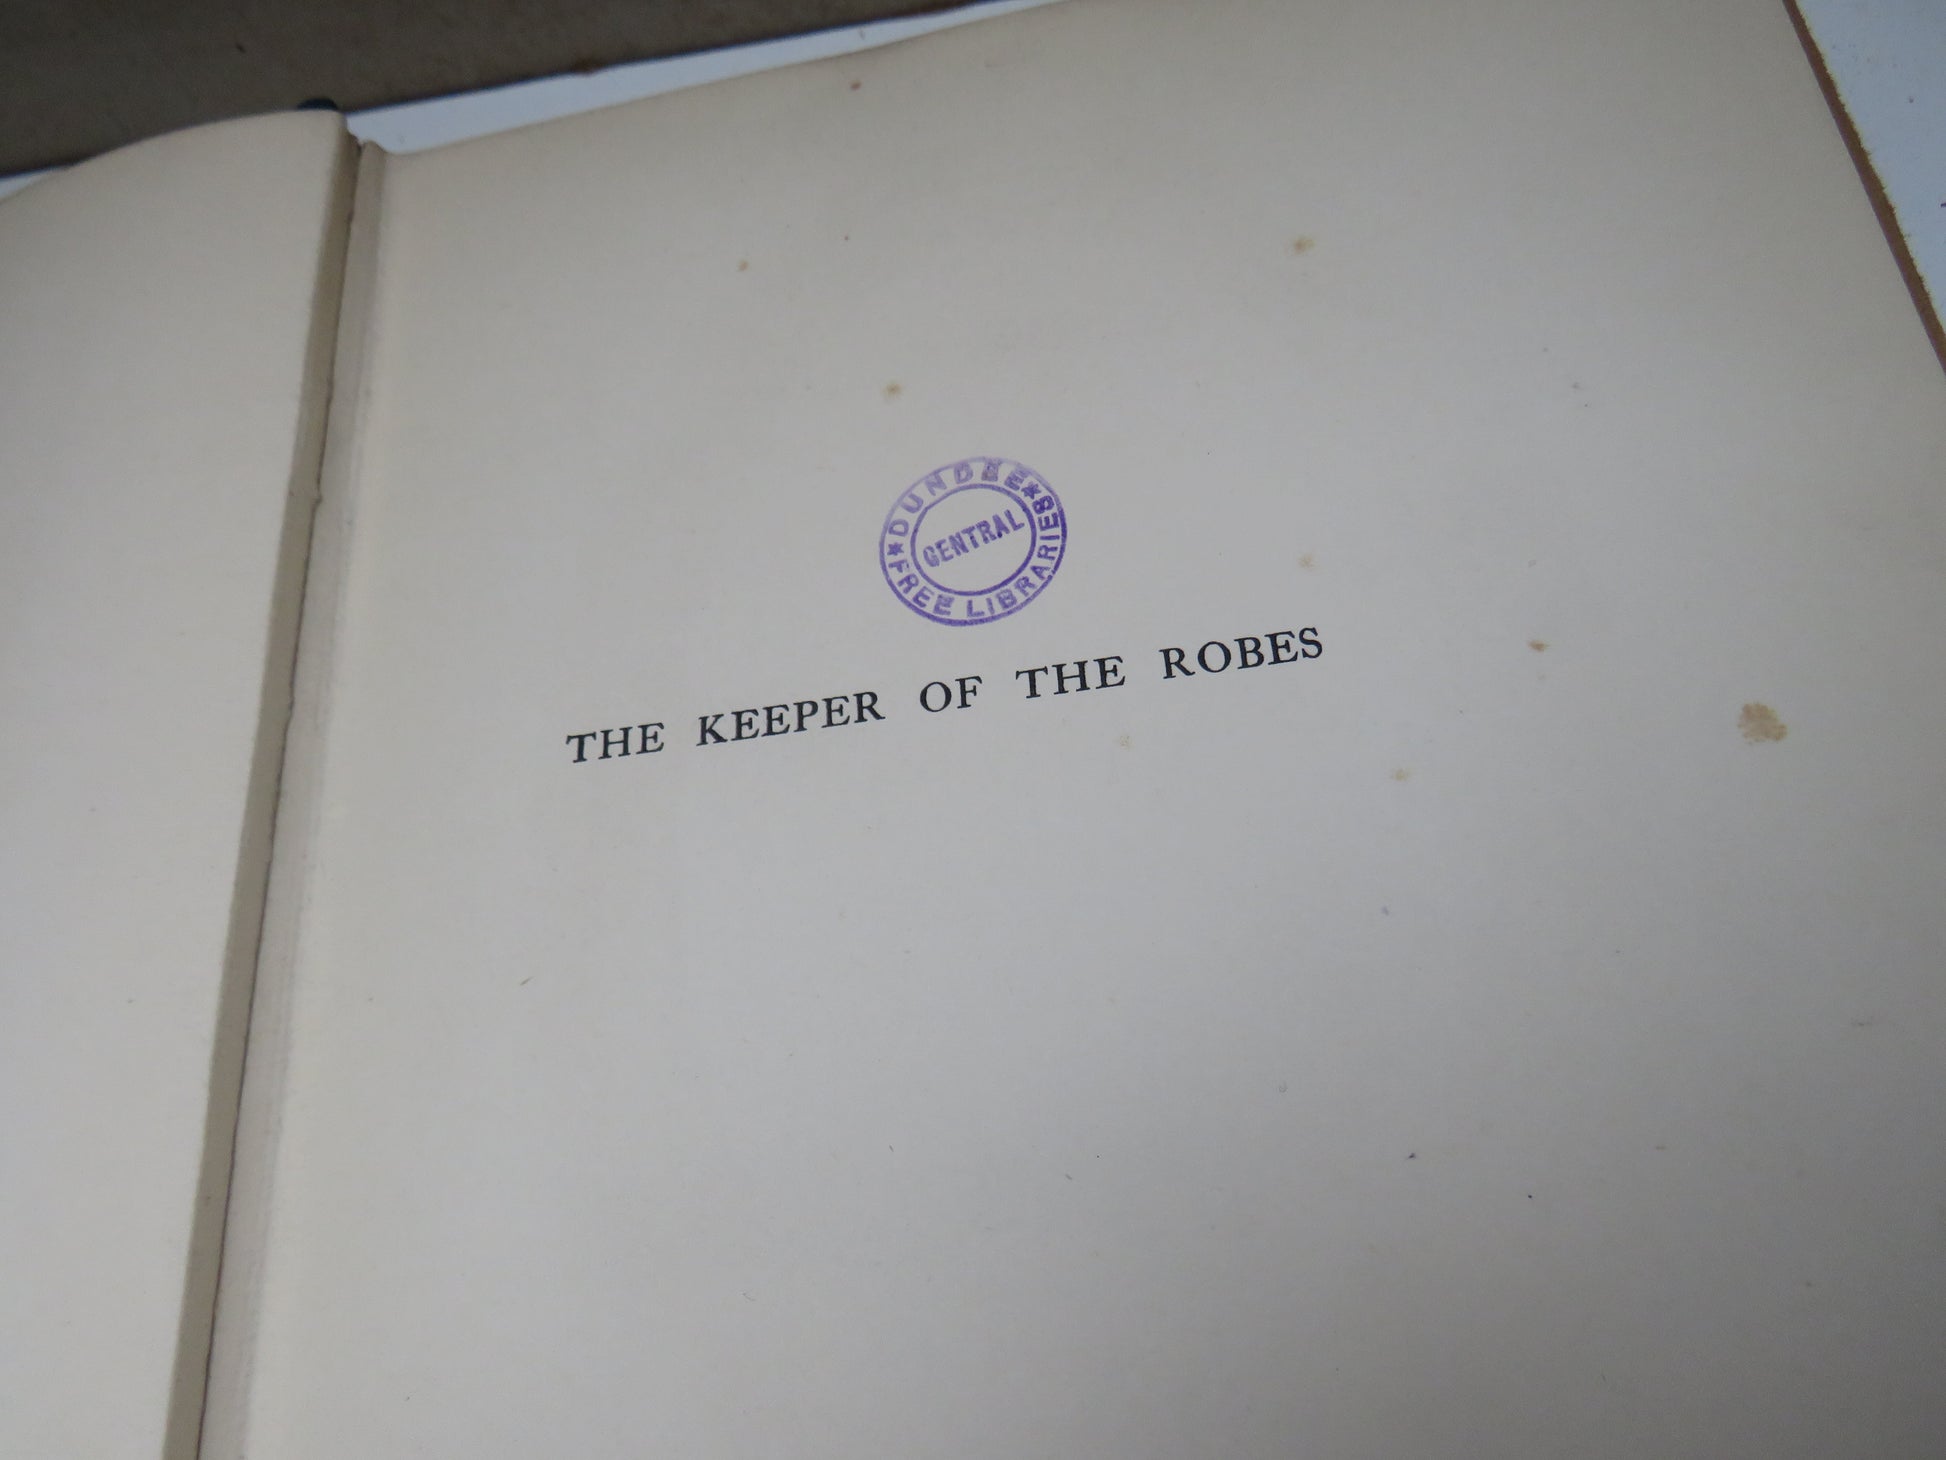 *DUNDEE*
FREE LIBRARIES
CENTRAL
THE KEEPER OF THE ROBES